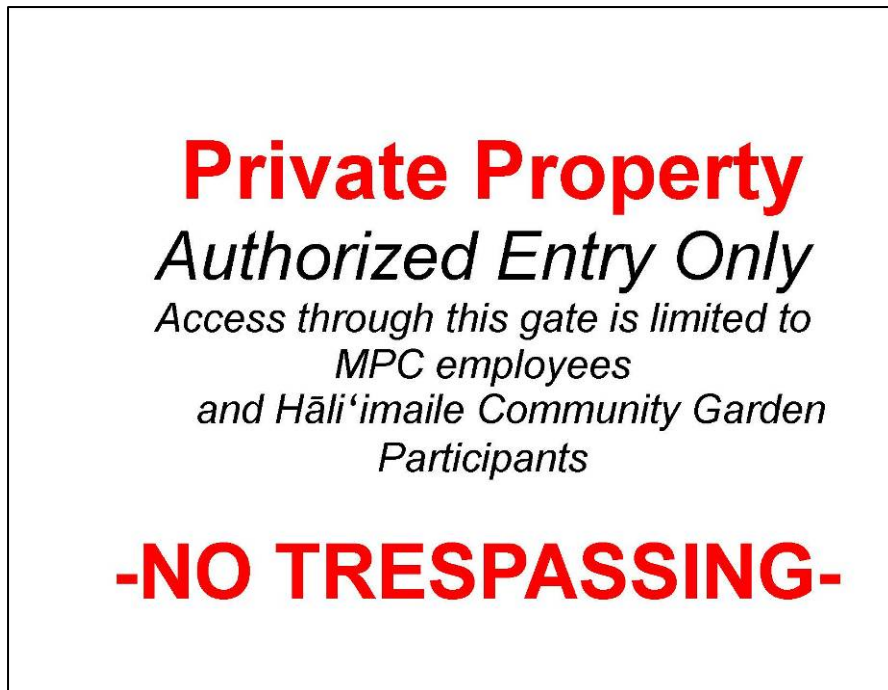 Private Property
Authorized Entry Only
Access through this gate is limited to
MPC employees
and Hāliʻimaile Community Garden
Participants
-NO TRESPASSING-